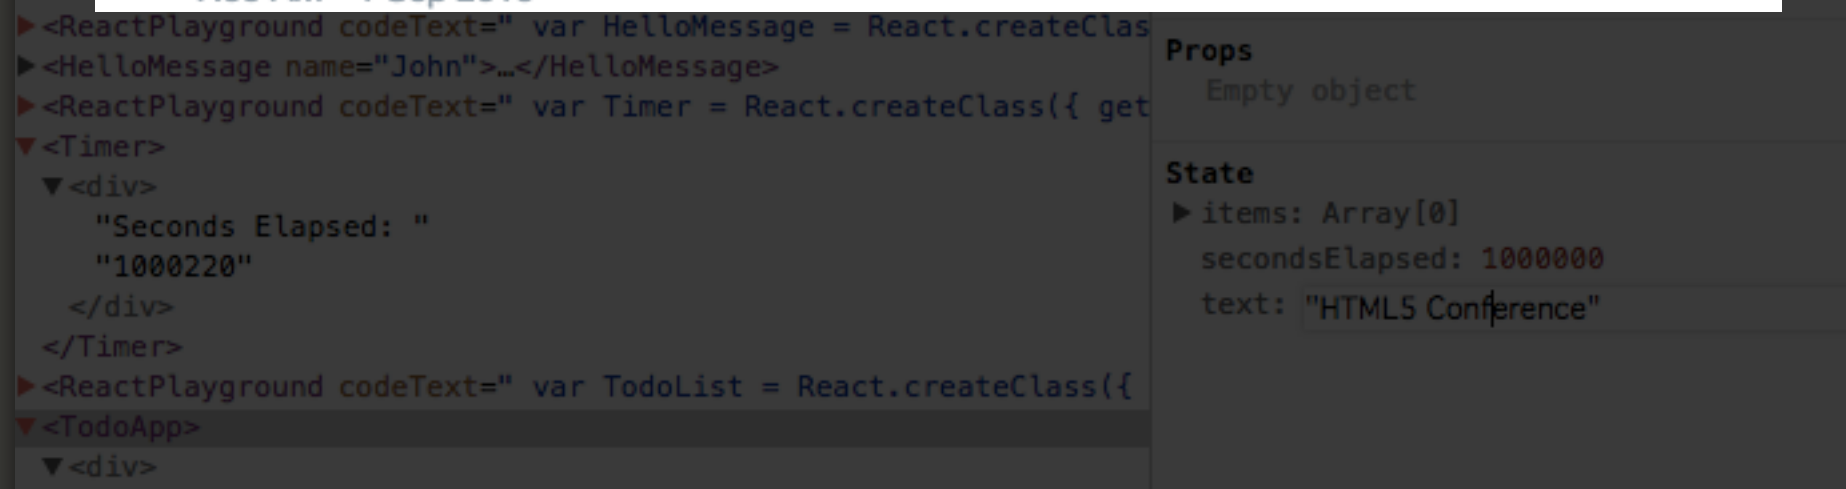 <ReactPlayground codeText=" var HelloMessage = React.createClas
<HelloMessage name="John">…</HelloMessage>
<ReactPlayground codeText=" var Timer = React.createClass({ get
<Timer>
<div>
"Seconds Elapsed: "
"1000220"
</div>
</Timer>
<ReactPlayground codeText=" var TodoList = React.createClass({
<TodoApp>
<div>
Props
Empty object
State
items: Array[0]
secondsElapsed: 1000000
text: "HTML5 Conference"